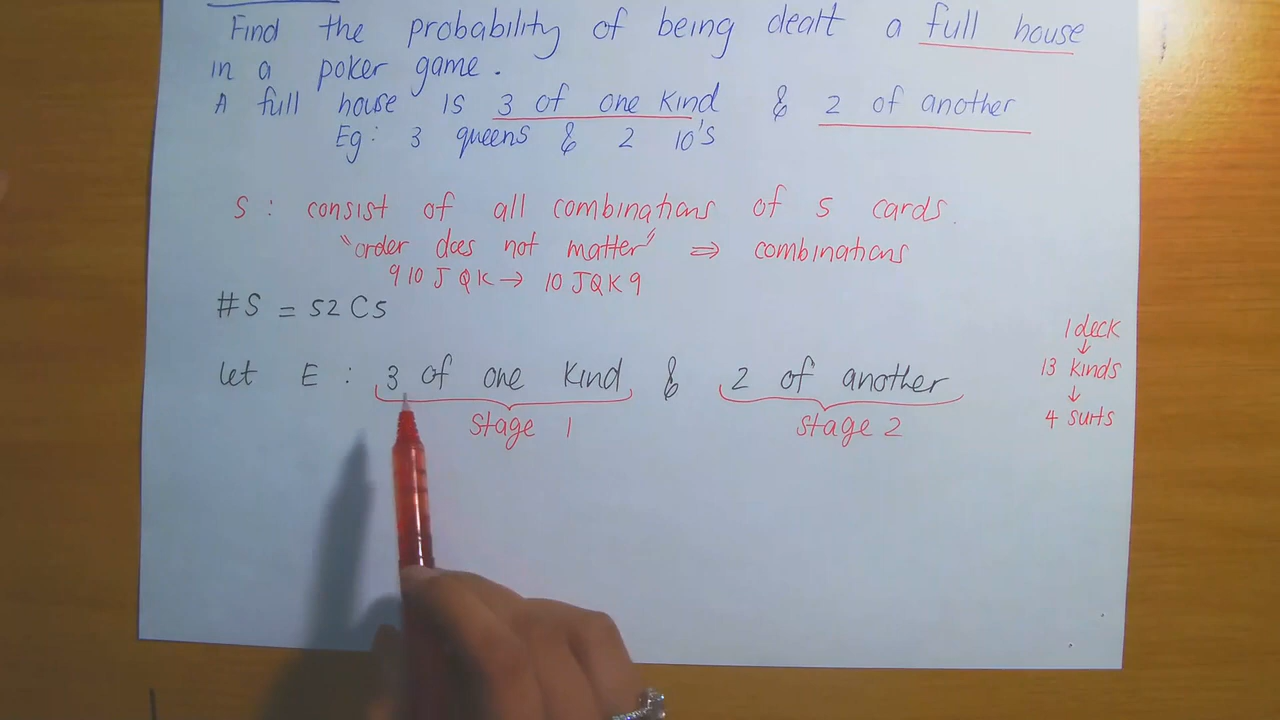 Find the probability of being dealt a full house
in a poker game.
A full house is 3 of one kind & 2 of another
Eg: 3 queens & 2 10's
S: consist of all combinations of 5 cards.
"order does not matter" ⇒ combinations
9 10 J Q K → 10 J Q K 9
#S = 52 C 5
1 deck
↓
13 kinds
↓
4 suits
let E : 3 of one kind & 2 of another
stage 1 stage 2